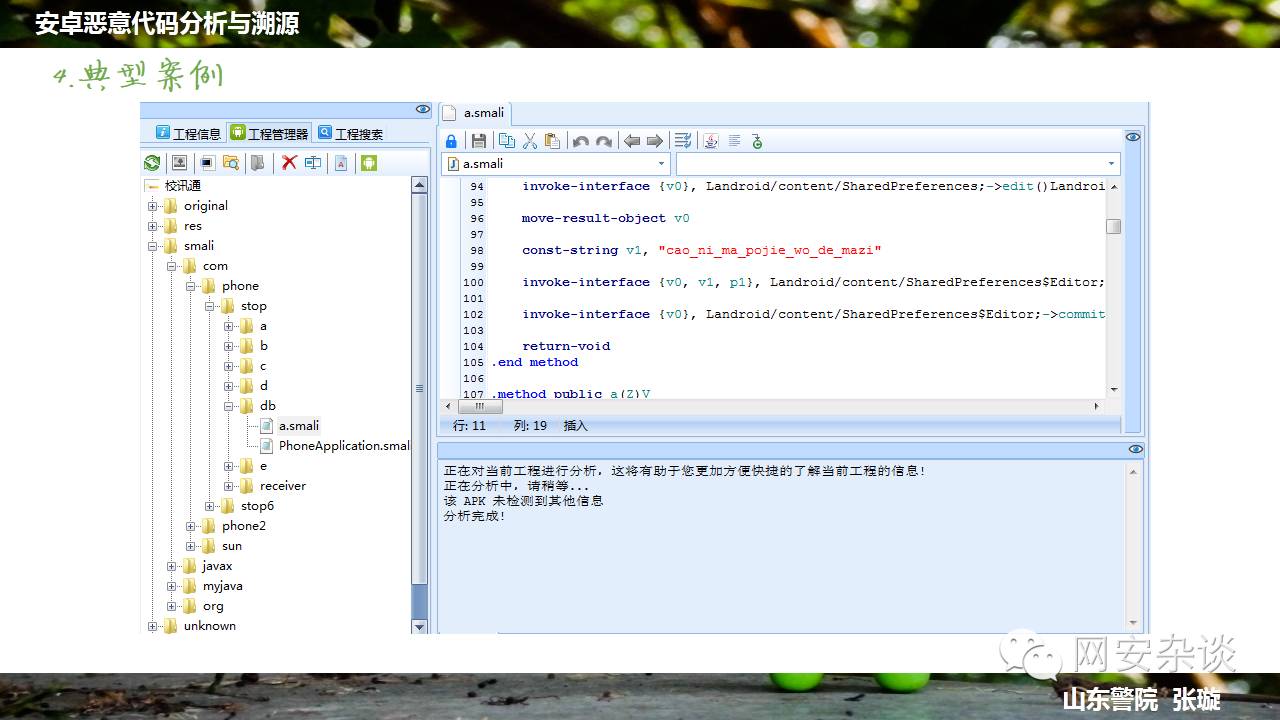 安卓恶意代码分析与溯源
4.典型案例
工程信息 工程管理器 工程搜索
校讯通
original
res
smali
com
phone
stop
a
b
c
d
db
a.smali
PhoneApplication.smal
e
receiver
stop6
phone2
sun
javax
myjava
org
unknown
a.smali
a.smali
94 invoke-interface {v0}, Landroid/content/SharedPreferences;->edit()Landroi
95
96 move-result-object v0
97
98 const-string v1, "cao_ni_ma_pojie_wo_de_mazi"
99
100 invoke-interface {v0, v1, p1}, Landroid/content/SharedPreferences$Editor;
101
102 invoke-interface {v0}, Landroid/content/SharedPreferences$Editor;->commit
103
104 return-void
105 .end method
106
107 .method public a(Z)V
行: 11 列: 19 插入
正在对当前工程进行分析，这将有助于您更加方便快捷的了解当前工程的信息！
正在分析中，请稍等...
该 APK 未检测到其他信息
分析完成！
网安杂谈
山东警院 张璇